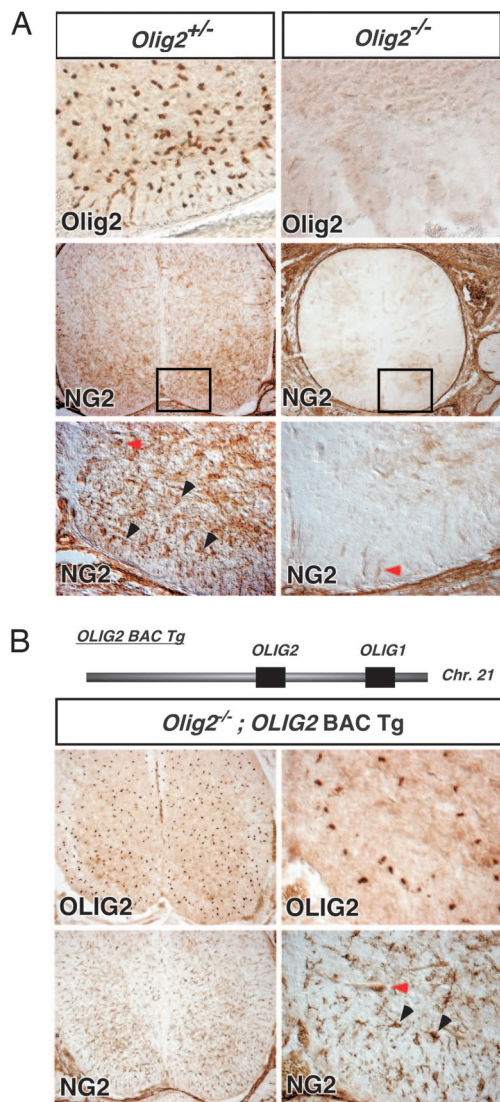 A
Olig2+/-
Olig2-/-
Olig2
Olig2
NG2
NG2
NG2
NG2
B
OLIG2 BAC Tg
OLIG2
OLIG1
Chr. 21
Olig2-/- ; OLIG2 BAC Tg
OLIG2
OLIG2
NG2
NG2